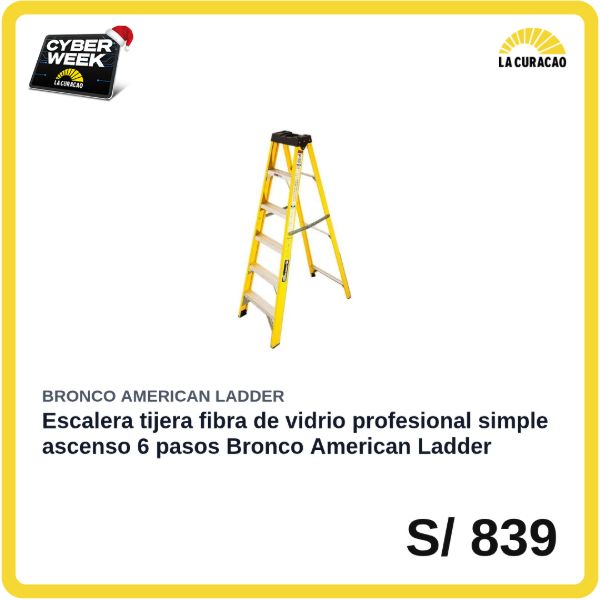 CYBER
WEEK
LA CURACAO
LA CURACAO
BRONCO AMERICAN LADDER
Escalera tijera fibra de vidrio profesional simple
ascenso 6 pasos Bronco American Ladder
S/ 839